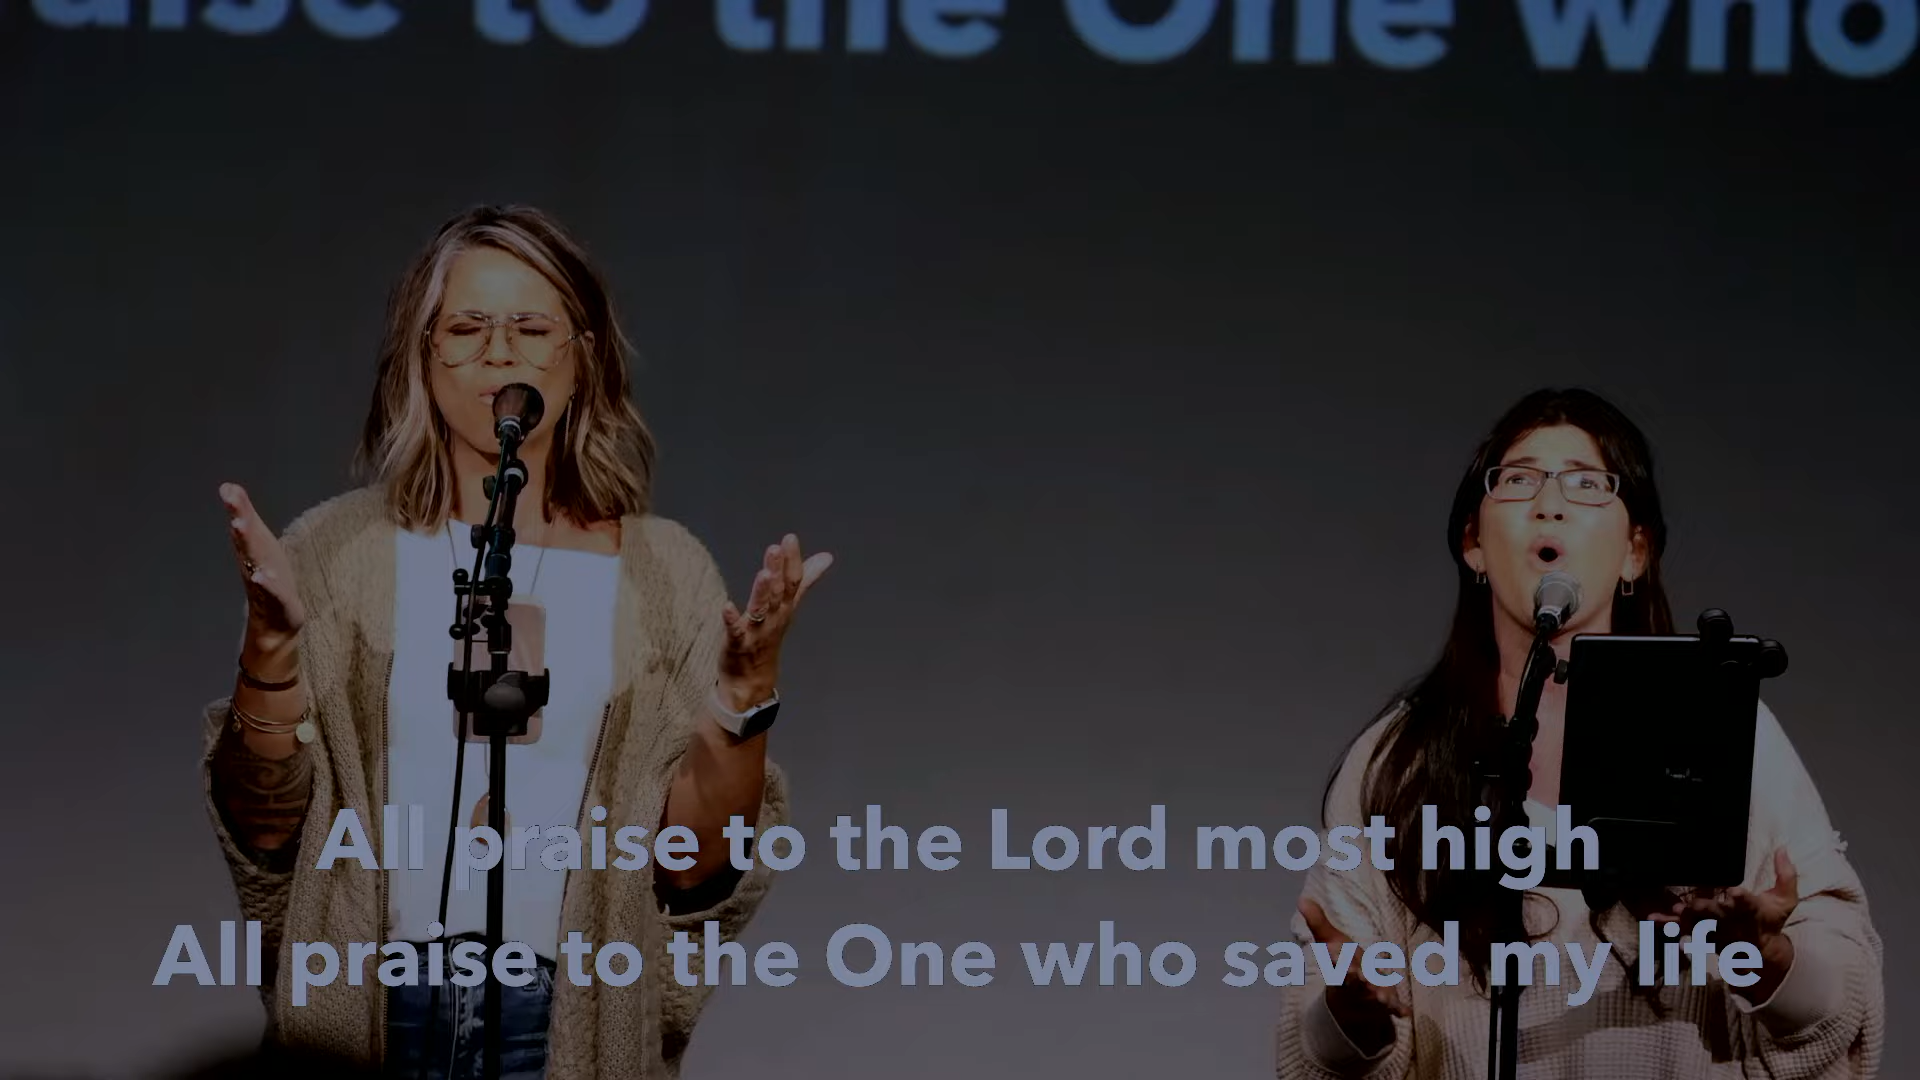 aise to the One who
All praise to the Lord most high
All praise to the One who saved my life